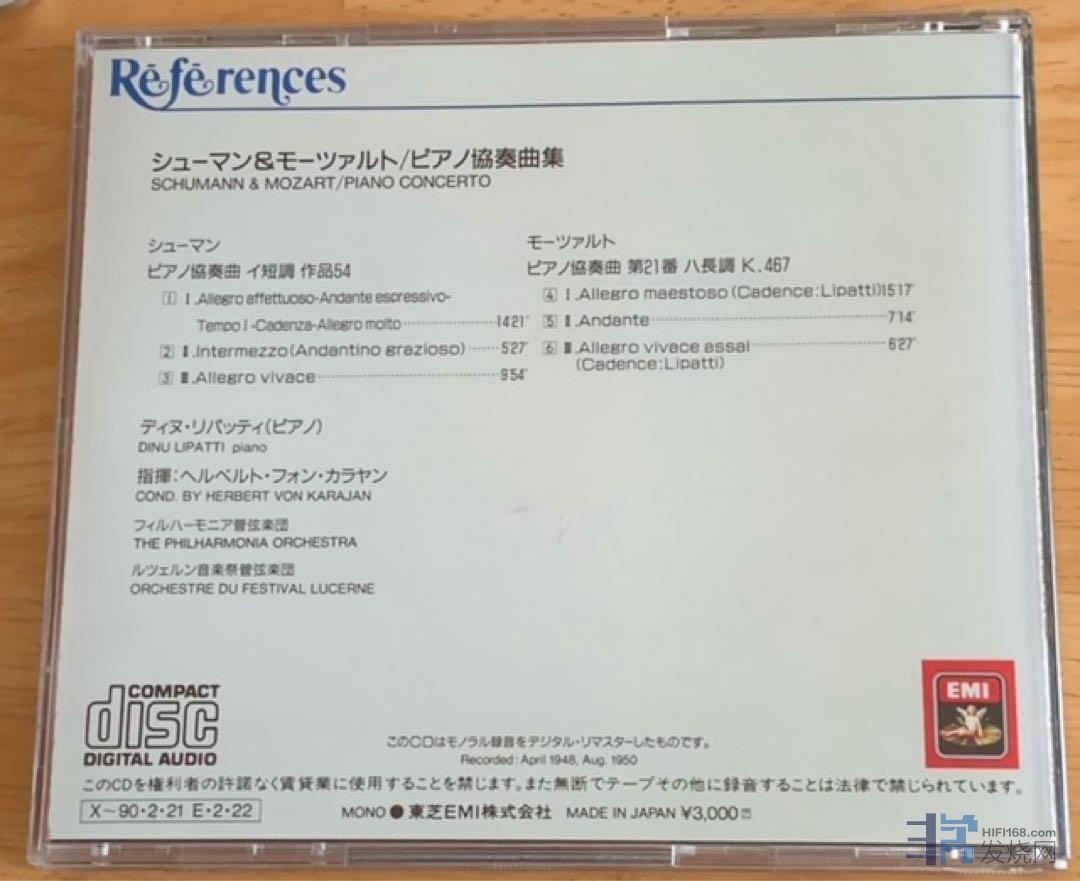 Références
シューマン&モーツァルト/ピアノ協奏曲集
SCHUMANN & MOZART/PIANO CONCERTO
シューマン
ピアノ協奏曲 イ短調 作品54
1 Ⅰ.Allegro affettuoso-Andante espressivo-
Tempo Ⅰ-Cadenza-Allegro molto 14'21"
2 Ⅱ.Intermezzo(Andantino grazioso) 5'27"
3 Ⅲ.Allegro vivace 9'54"
モーツァルト
ピアノ協奏曲 第21番 ハ長調 K.467
4 Ⅰ.Allegro maestoso(Cadence:Lipatti)15'17"
5 Ⅱ.Andante 7'14"
6 Ⅲ.Allegro vivace assai 6'27"
(Cadence:Lipatti)
ディヌ・リパッティ(ピアノ)
DINU LIPATTI piano
指揮:ヘルベルト・フォン・カラヤン
COND. BY HERBERT VON KARAJAN
フィルハーモニア管弦楽団
THE PHILHARMONIA ORCHESTRA
ルツェルン音楽祭管弦楽団
ORCHESTRE DU FESTIVAL LUCERNE
COMPACT
disc
DIGITAL AUDIO
EMI
このCDはモノラル録音をデジタル・リマスターしたものです。
Recorded: April 1948, Aug. 1950
このCDを権利者の許諾なく賃貸業に使用することを禁じます。また無断でテープその他に録音することは法律で禁じられています。
X～90・2・21 E・2・22
MONO ● 東芝EMI株式会社 MADE IN JAPAN ¥3,000
HIFI168.com
发烧网